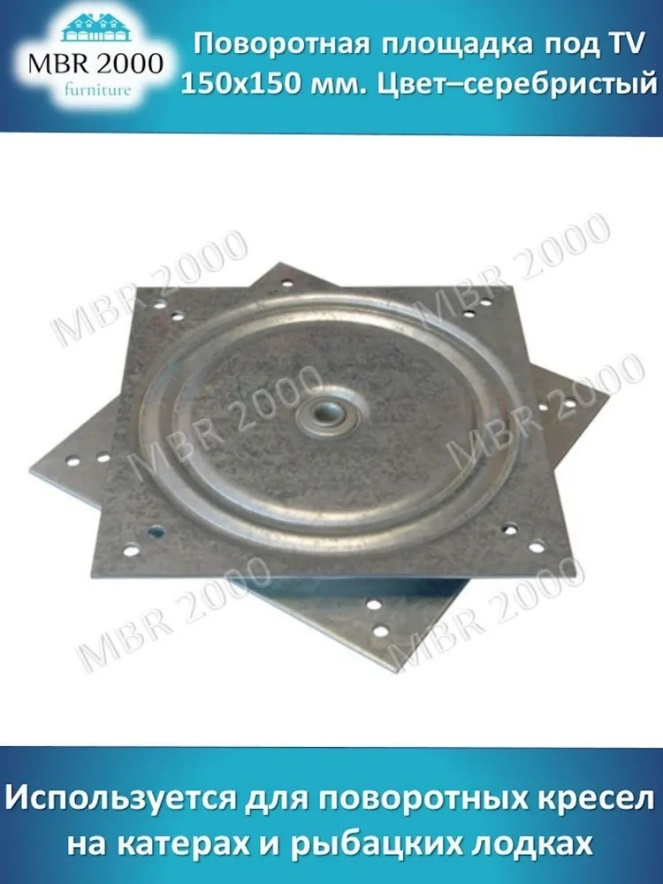 MBR 2000
furniture
Поворотная площадка под TV
150х150 мм. Цвет–серебристый
MBR 2000
MBR 2000
MBR 2000
MBR 2000
MBR 2000
MBR 2000
Используется для поворотных кресел
на катерах и рыбацких лодках